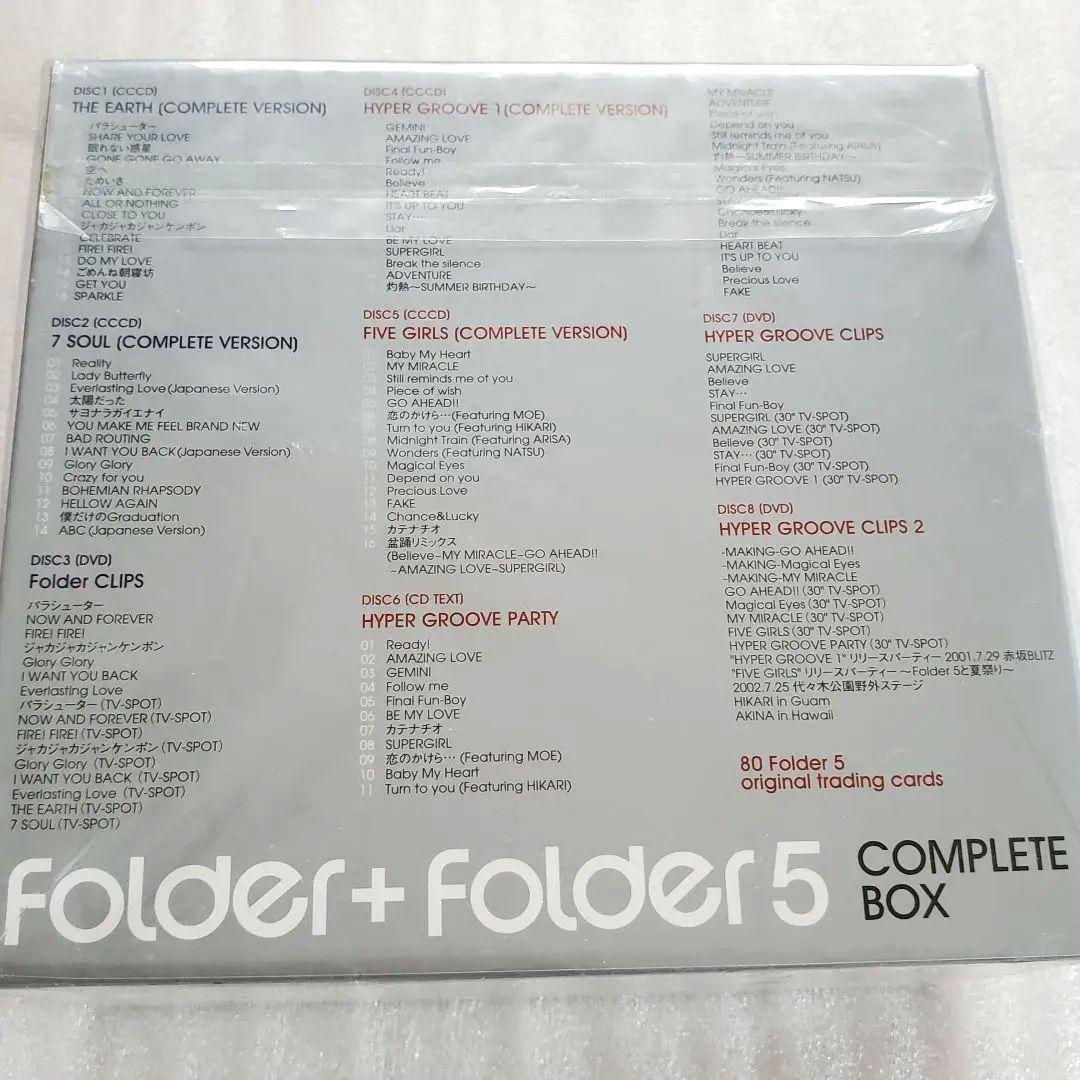 DISC1 (CCCD)
THE EARTH (COMPLETE VERSION)
パラシューター
SHARE YOUR LOVE
眠れない惑星
GONE GONE GO AWAY
空へ
ためいき
NOW AND FOREVER
ALL OR NOTHING
CLOSE TO YOU
ジャカジャカジャンケンポン
CELEBRATE
FIRE! FIRE!
DO MY LOVE
14 ごめんね朝寝坊
GET YOU
16 SPARKLE
DISC2 (CCCD)
7 SOUL (COMPLETE VERSION)
01 Reality
02 Lady Butterfly
03 Everlasting Love(Japanese Version)
04 太陽だった
05 サヨナラガイエナイ
06 YOU MAKE ME FEEL BRAND NEW
07 BAD ROUTING
08 I WANT YOU BACK(Japanese Version)
09 Glory Glory
10 Crazy for you
11 BOHEMIAN RHAPSODY
12 HELLOW AGAIN
13 僕だけのGraduation
14 ABC(Japanese Version)
DISC3 (DVD)
Folder CLIPS
パラシューター
NOW AND FOREVER
FIRE! FIRE!
ジャカジャカジャンケンポン
Glory Glory
I WANT YOU BACK
Everlasting Love
パラシューター(TV-SPOT)
NOW AND FOREVER(TV-SPOT)
FIRE! FIRE!(TV-SPOT)
ジャカジャカジャンケンポン(TV-SPOT)
Glory Glory (TV-SPOT)
I WANT YOU BACK (TV-SPOT)
Everlasting Love (TV-SPOT)
THE EARTH(TV-SPOT)
7 SOUL(TV-SPOT)
DISC4 (CCCD)
HYPER GROOVE 1(COMPLETE VERSION)
GEMINI
AMAZING LOVE
Final Fun-Boy
Follow me
Ready!
Believe
HEART BEAT
IT'S UP TO YOU
STAY…
Liar
BE MY LOVE
SUPERGIRL
Break the silence
ADVENTURE
灼熱～SUMMER BIRTHDAY～
DISC5 (CCCD)
FIVE GIRLS (COMPLETE VERSION)
01 Baby My Heart
02 MY MIRACLE
03 Still reminds me of you
04 Piece of wish
05 GO AHEAD!!
06 恋のかけら…(Featuring MOE)
07 Turn to you(Featuring HIKARI)
08 Midnight Train (Featuring ARISA)
09 Wonders(Featuring NATSU)
10 Magical Eyes
11 Depend on you
12 Precious Love
13 FAKE
14 Chance&Lucky
15 カテナチオ
16 盆踊リミックス
(Believe~MY MIRACLE~GO AHEAD!!
~AMAZING LOVE~SUPERGIRL)
DISC6 (CD TEXT)
HYPER GROOVE PARTY
01 Ready!
02 AMAZING LOVE
03 GEMINI
04 Follow me
05 Final Fun-Boy
06 BE MY LOVE
07 カテナチオ
08 SUPERGIRL
09 恋のかけら… (Featuring MOE)
10 Baby My Heart
11 Turn to you (Featuring HIKARI)
MY MIRACLE
ADVENTURE
Piece of wish
Depend on you
Still reminds me of you
Midnight Train (Featuring ARISA)
灼熱～SUMMER BIRTHDAY～
Magical Eyes
Wonders (Featuring NATSU)
GO AHEAD!!
STAY…
Chance&Lucky
Break the silence
Liar
HEART BEAT
IT'S UP TO YOU
Believe
Precious Love
FAKE
DISC7 (DVD)
HYPER GROOVE CLIPS
SUPERGIRL
AMAZING LOVE
Believe
STAY…
Final Fun-Boy
SUPERGIRL (30" TV-SPOT)
AMAZING LOVE (30" TV-SPOT)
Believe (30" TV-SPOT)
STAY… (30" TV-SPOT)
Final Fun-Boy (30" TV-SPOT)
HYPER GROOVE 1 (30" TV-SPOT)
DISC8 (DVD)
HYPER GROOVE CLIPS 2
-MAKING-GO AHEAD!!
-MAKING-Magical Eyes
-MAKING-MY MIRACLE
GO AHEAD!! (30" TV-SPOT)
Magical Eyes (30" TV-SPOT)
MY MIRACLE (30" TV-SPOT)
FIVE GIRLS (30" TV-SPOT)
HYPER GROOVE PARTY (30" TV-SPOT)
"HYPER GROOVE 1" リリースパーティー 2001.7.29 赤坂BLITZ
"FIVE GIRLS" リリースパーティー ～Folder 5と夏祭り～
2002.7.25 代々木公園野外ステージ
HIKARI in Guam
AKINA in Hawaii
80 Folder 5
original trading cards
Folder+Folder5
COMPLETE
BOX